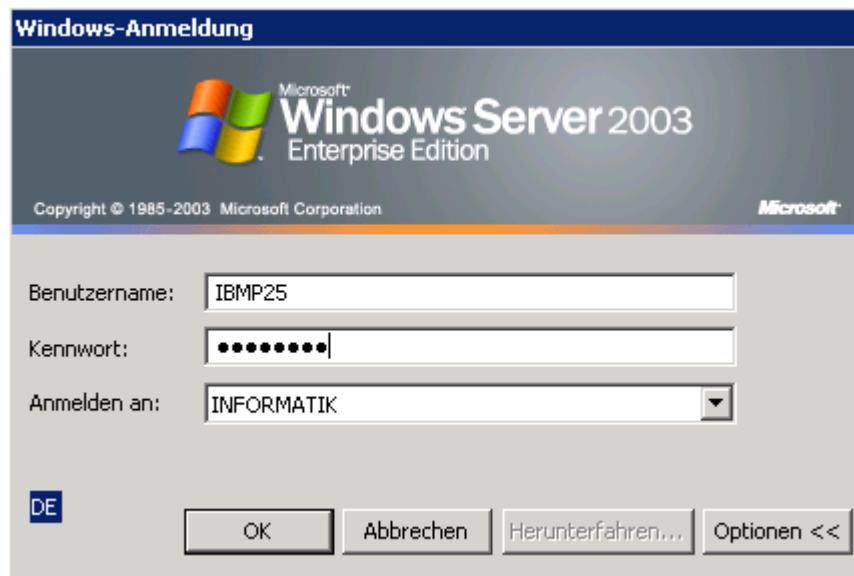 Windows-Anmeldung
Microsoft
Windows Server 2003
Enterprise Edition
Copyright © 1985-2003 Microsoft Corporation Microsoft
Benutzername: IBMP25
Kennwort: ●●●●●●●●
Anmelden an: INFORMATIK
DE
OK Abbrechen Herunterfahren... Optionen <<